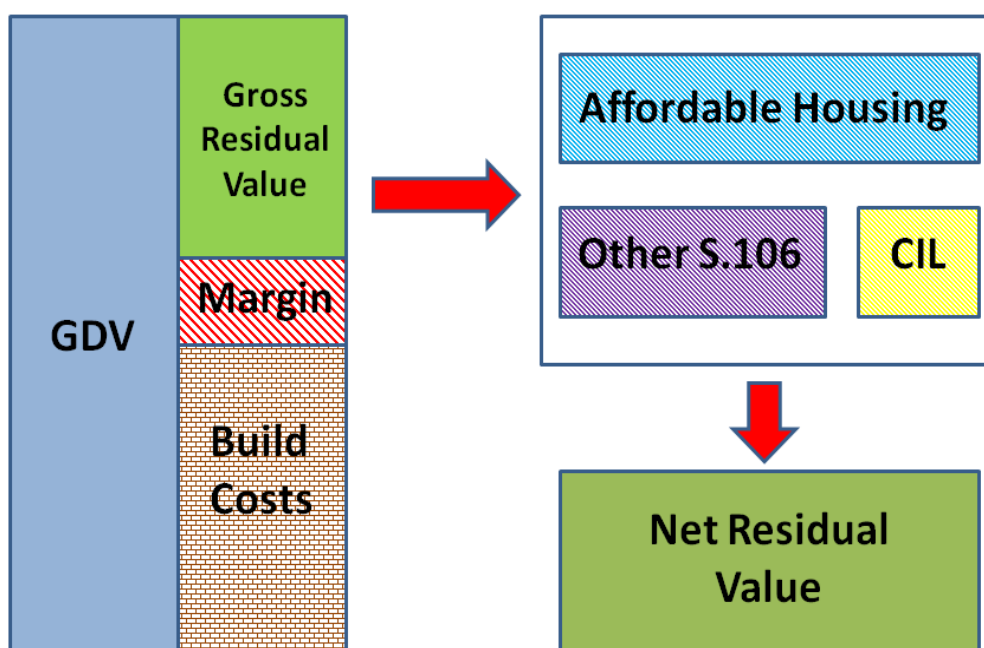 GDV
Gross
Residual
Value
Margin
Build
Costs
Affordable Housing
Other S.106
CIL
Net Residual
Value